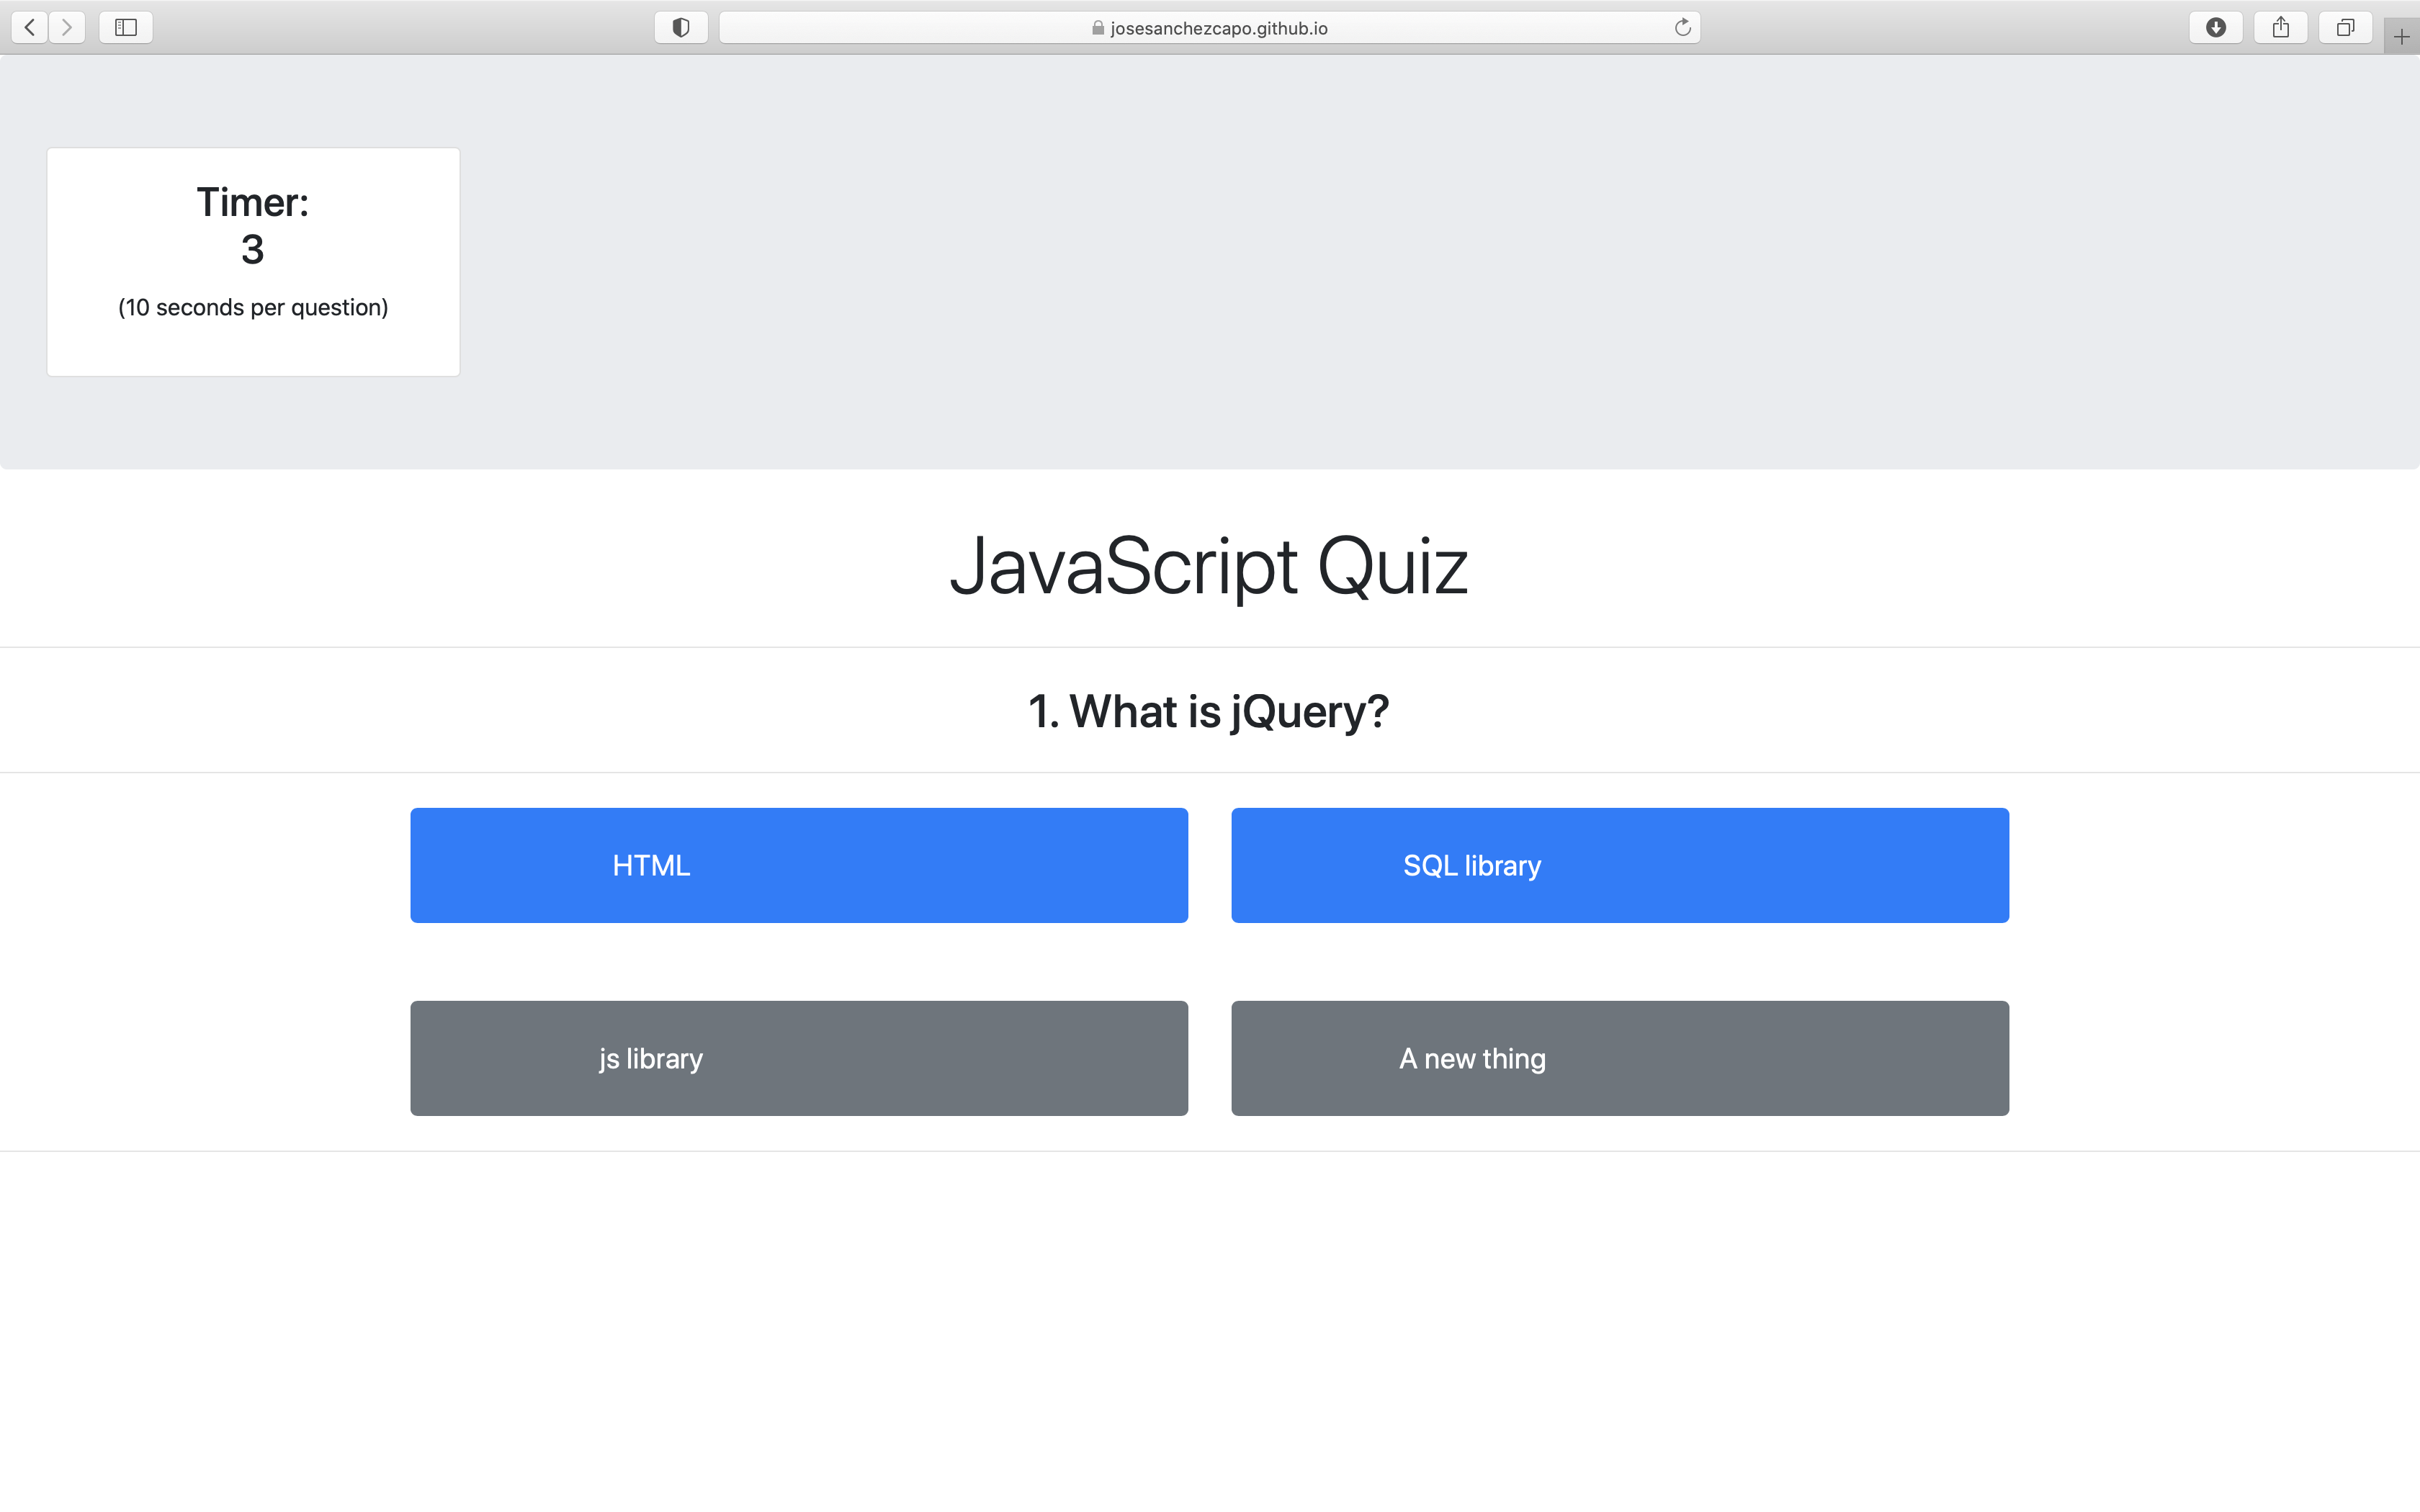 josesanchezcapo.github.io
Timer:
3
(10 seconds per question)
JavaScript Quiz
1. What is jQuery?
HTML
SQL library
js library
A new thing